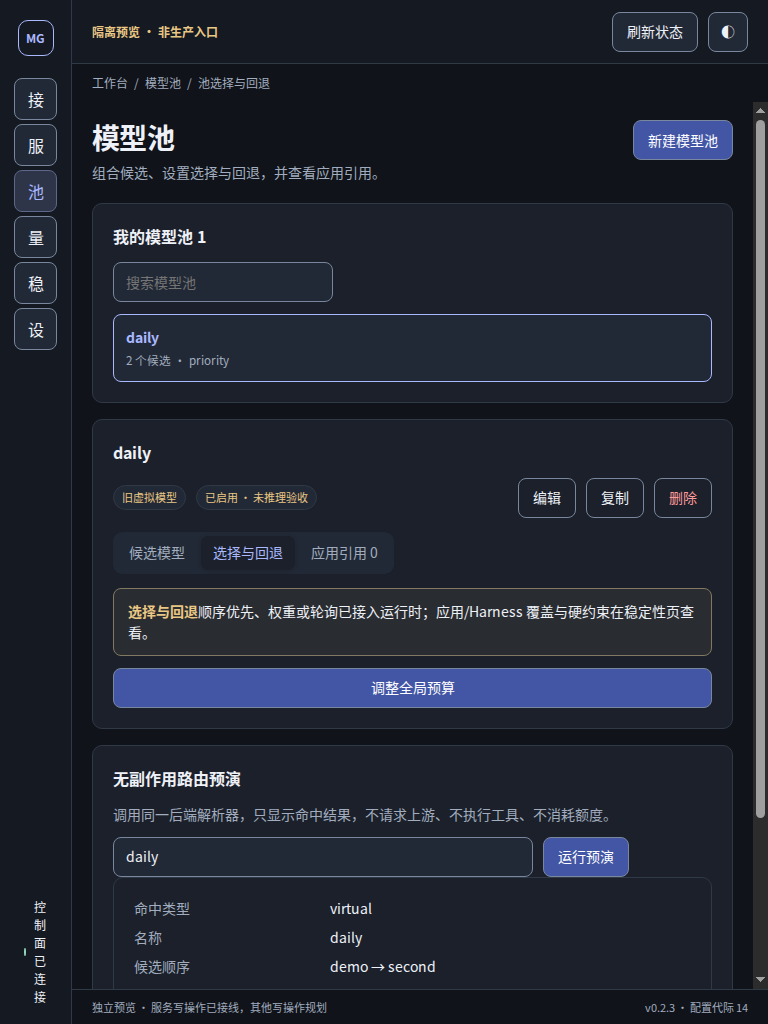 MG
接
服
池
量
稳
设
控
制
面
已
连
接
隔离预览 · 非生产入口
刷新状态
工作台 / 模型池 / 池选择与回退
模型池
新建模型池
组合候选、设置选择与回退，并查看应用引用。
我的模型池 1
搜索模型池
daily
2 个候选 · priority
daily
旧虚拟模型
已启用 · 未推理验收
编辑
复制
删除
候选模型
选择与回退
应用引用 0
选择与回退顺序优先、权重或轮询已接入运行时；应用/Harness 覆盖与硬约束在稳定性页查
看。
调整全局预算
无副作用路由预演
调用同一后端解析器，只显示命中结果，不请求上游、不执行工具、不消耗额度。
daily
运行预演
命中类型 virtual
名称 daily
候选顺序 demo → second
独立预览 · 服务写操作已接线，其他写操作规划
v0.2.3 · 配置代际 14